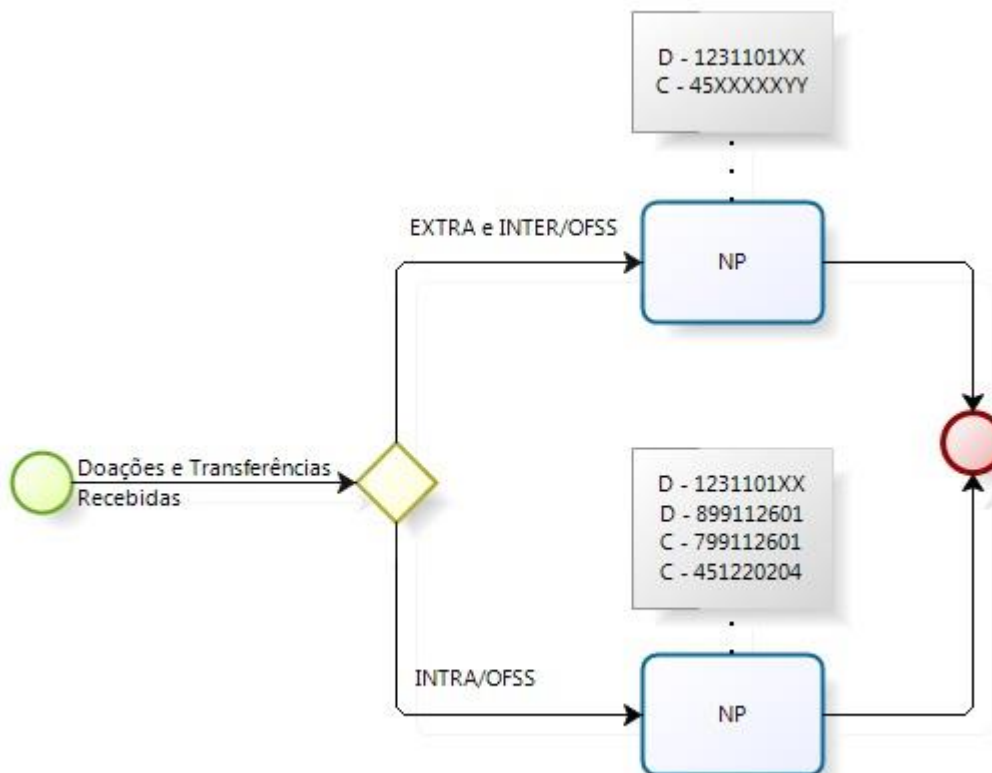 D - 1231101XX
C - 45XXXXXYY
EXTRA e INTER/OFSS
NP
Doações e Transferências
Recebidas
D - 1231101XX
D - 899112601
C - 799112601
C - 451220204
INTRA/OFSS
NP